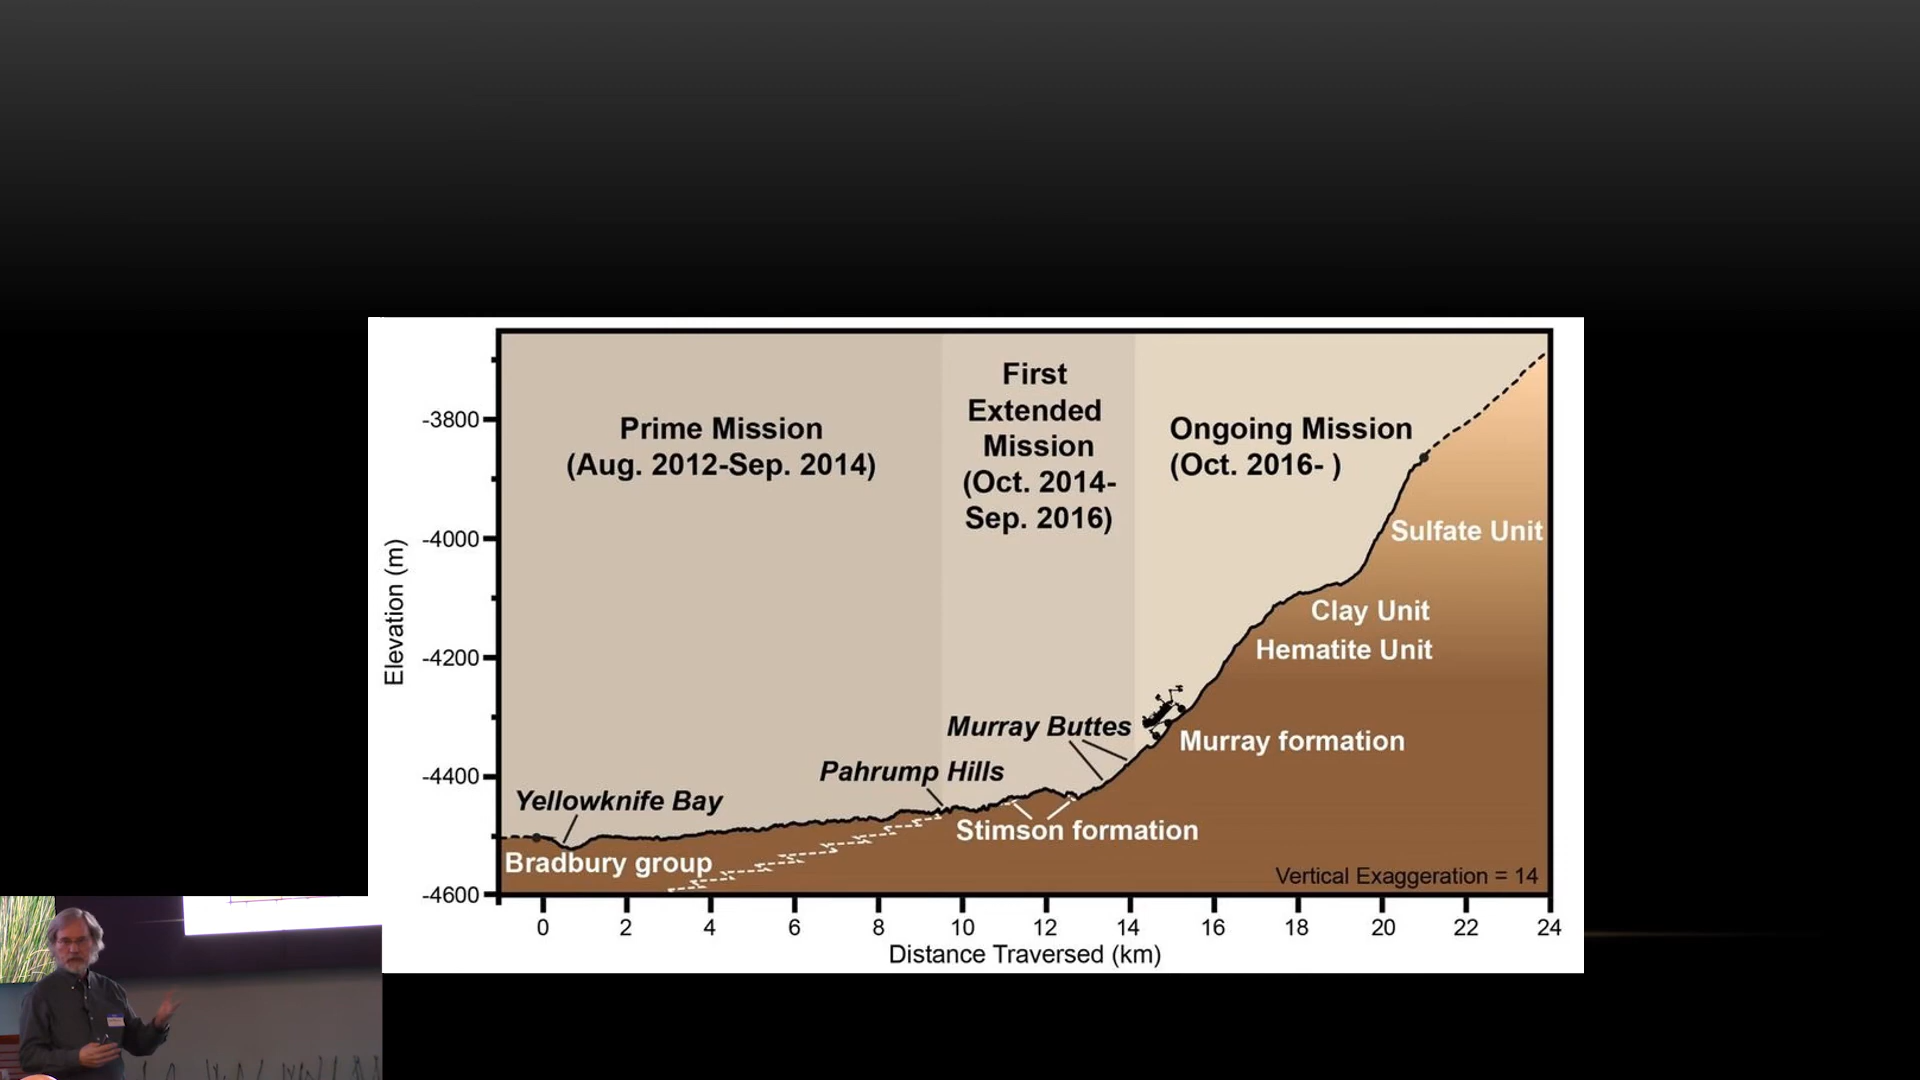 Prime Mission
(Aug. 2012-Sep. 2014)
First
Extended
Mission
(Oct. 2014-
Sep. 2016)
Ongoing Mission
(Oct. 2016- )
Elevation (m)
-3800
-4000
-4200
-4400
-4600
Sulfate Unit
Clay Unit
Hematite Unit
Murray formation
Murray Buttes
Pahrump Hills
Yellowknife Bay
Stimson formation
Bradbury group
Vertical Exaggeration = 14
0 2 4 6 8 10 12 14 16 18 20 22 24
Distance Traversed (km)